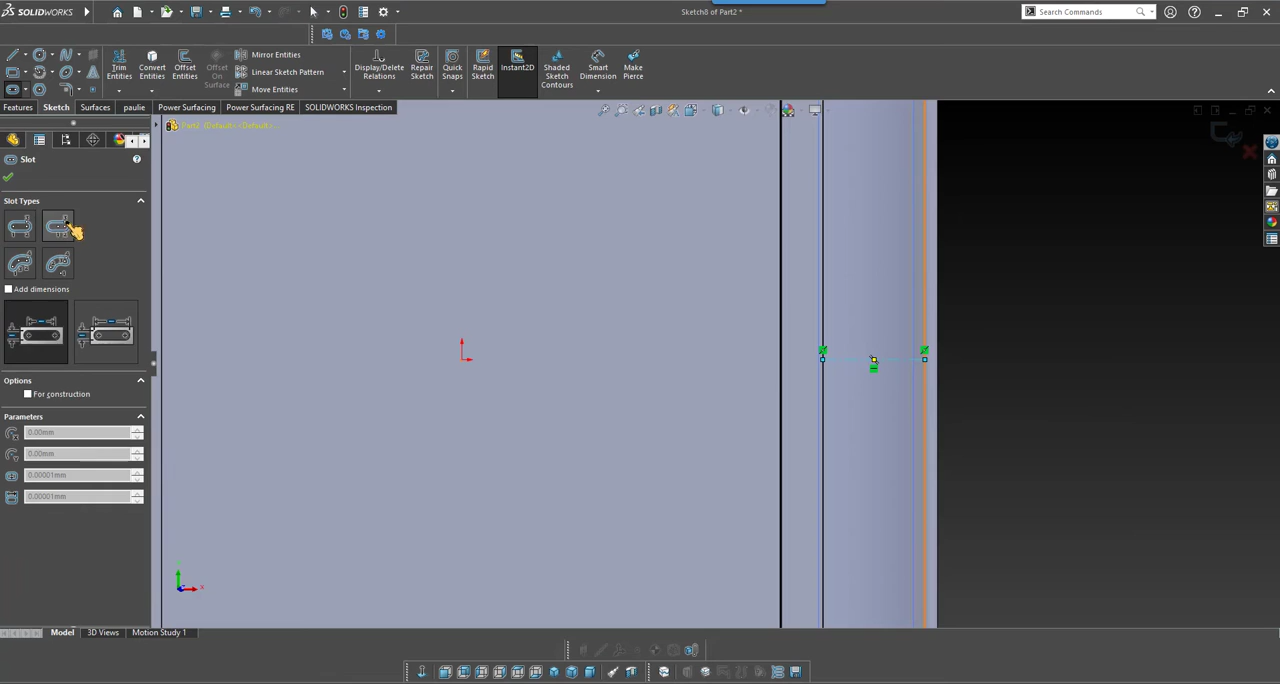 SOLIDWORKS
Sketch8 of Part2 *
Search Commands
Trim Entities
Convert Entities
Offset Entities
Offset On Surface
Mirror Entities
Linear Sketch Pattern
Move Entities
Display/Delete Relations
Repair Sketch
Quick Snaps
Rapid Sketch
Instant2D
Shaded Sketch Contours
Smart Dimension
Make Pierce
Features
Sketch
Surfaces
paulie
Power Surfacing
Power Surfacing RE
SOLIDWORKS Inspection
Part2 (Default<<Default>...
Slot
Slot Types
Add dimensions
Options
For construction
Parameters
0.00mm
0.00mm
0.00001mm
0.00001mm
x
Model
3D Views
Motion Study 1